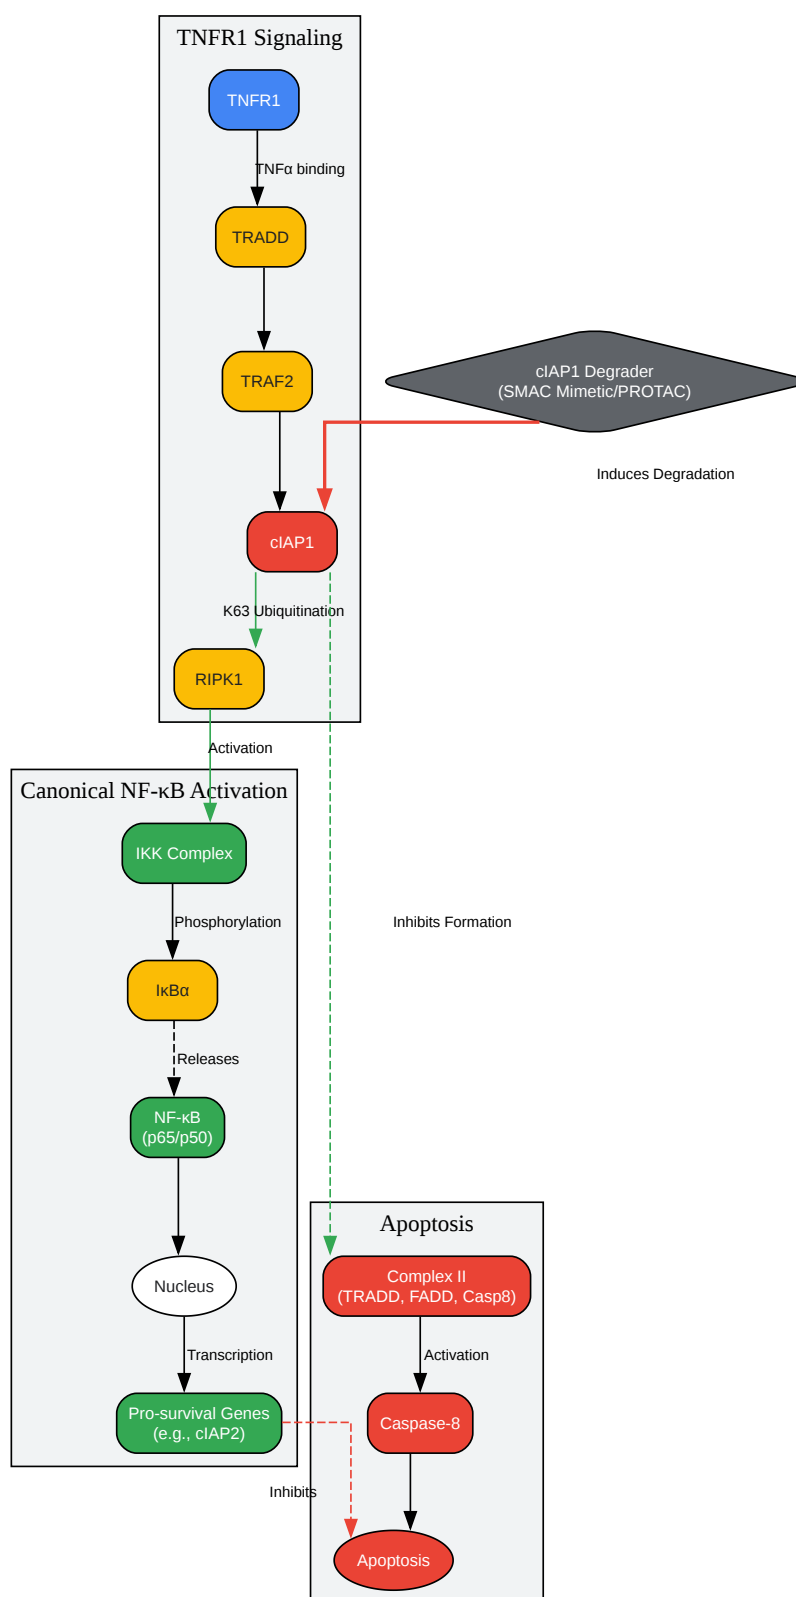 TNFR1 Signaling
TNFR1
TNFα binding
TRADD
TRAF2
cIAP1 Degrader
(SMAC Mimetic/PROTAC)
Induces Degradation
cIAP1
K63 Ubiquitination
RIPK1
Activation
Canonical NF-κB Activation
IKK Complex
Phosphorylation
Inhibits Formation
IκBα
Releases
NF-κB
(p65/p50)
Apoptosis
Nucleus
Complex II
(TRADD, FADD, Casp8)
Transcription
Activation
Pro-survival Genes
(e.g., cIAP2)
Caspase-8
Inhibits
Apoptosis